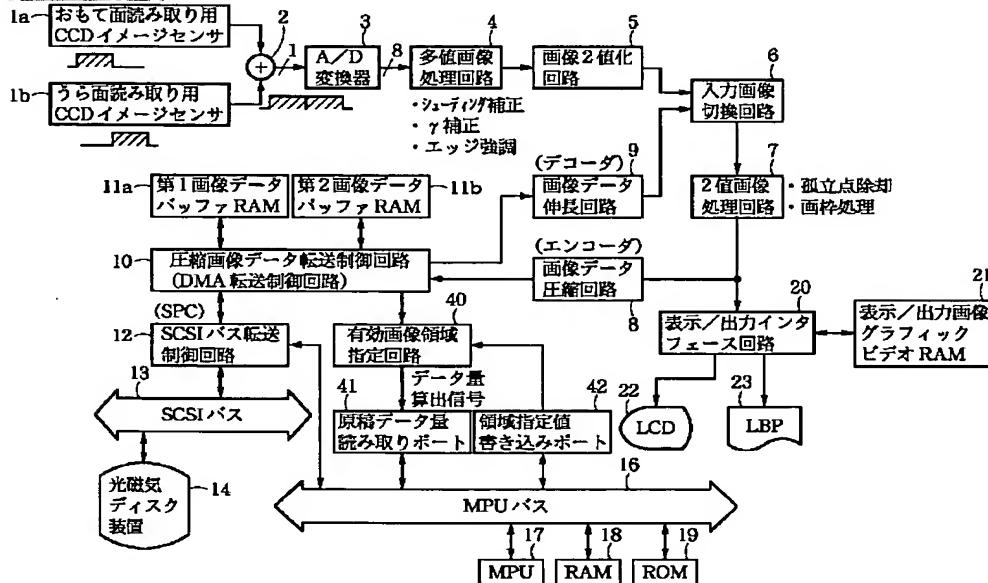 1a
おもて面読み取り用
CCDイメージセンサ
2
1
3
A/D
変換器
8
4
多値画像
処理回路
・シェーディング補正
・γ補正
・エッジ強調
5
画像2値化
回路
6
入力画像
切換回路
1b
うら面読み取り用
CCDイメージセンサ
11a
第1画像データ
バッファRAM
第2画像データ
バッファRAM
11b
(デコーダ)
9
画像データ
伸長回路
7
2値画像
処理回路
・孤立点除却
・画枠処理
10
圧縮画像データ転送制御回路
(DMA転送制御回路)
(エンコーダ)
画像データ
圧縮回路
8
(SPC)
12
SCSIバス転送
制御回路
40
有効画像領域
指定回路
20
表示/出力インタ
フェース回路
21
表示/出力画像
グラフィック
ビデオRAM
データ量
算出信号
13
SCSIバス
41
原稿データ量
読み取りポート
42
領域指定値
書き込みポート
22
LCD
23
LBP
14
光磁気
ディスク
装置
16
MPUバス
17
MPU
18
RAM
19
ROM